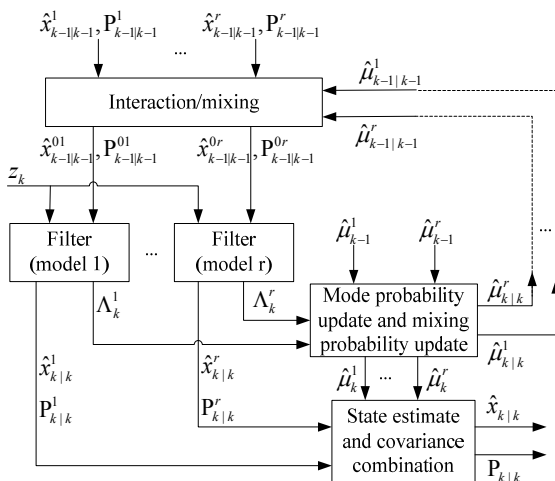 x̂¹ₖ₋₁|ₖ₋₁, P¹ₖ₋₁|ₖ₋₁ ... x̂ʳₖ₋₁|ₖ₋₁, Pʳₖ₋₁|ₖ₋₁
μ̂¹ₖ₋₁|ₖ₋₁
Interaction/mixing
μ̂ʳₖ₋₁|ₖ₋₁
x̂⁰¹ₖ₋₁|ₖ₋₁, P⁰¹ₖ₋₁|ₖ₋₁ x̂⁰ʳₖ₋₁|ₖ₋₁, P⁰ʳₖ₋₁|ₖ₋₁
zₖ
Filter
(model 1)
...
Filter
(model r)
μ̂¹ₖ₋₁ μ̂ʳₖ₋₁
...
Λ¹ₖ Λʳₖ
Mode probability
update and mixing
probability update
μ̂ʳₖ|ₖ
μ̂¹ₖ|ₖ
x̂¹ₖ|ₖ x̂ʳₖ|ₖ
P¹ₖ|ₖ Pʳₖ|ₖ
μ̂¹ₖ ... μ̂ʳₖ
State estimate
and covariance
combination
x̂ₖ|ₖ
Pₖ|ₖ